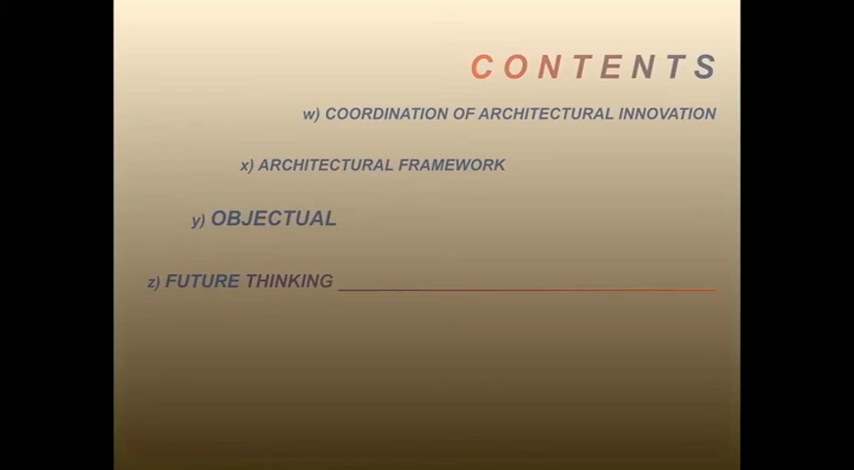 CONTENTS
w) COORDINATION OF ARCHITECTURAL INNOVATION
x) ARCHITECTURAL FRAMEWORK
y) OBJECTUAL
z) FUTURE THINKING